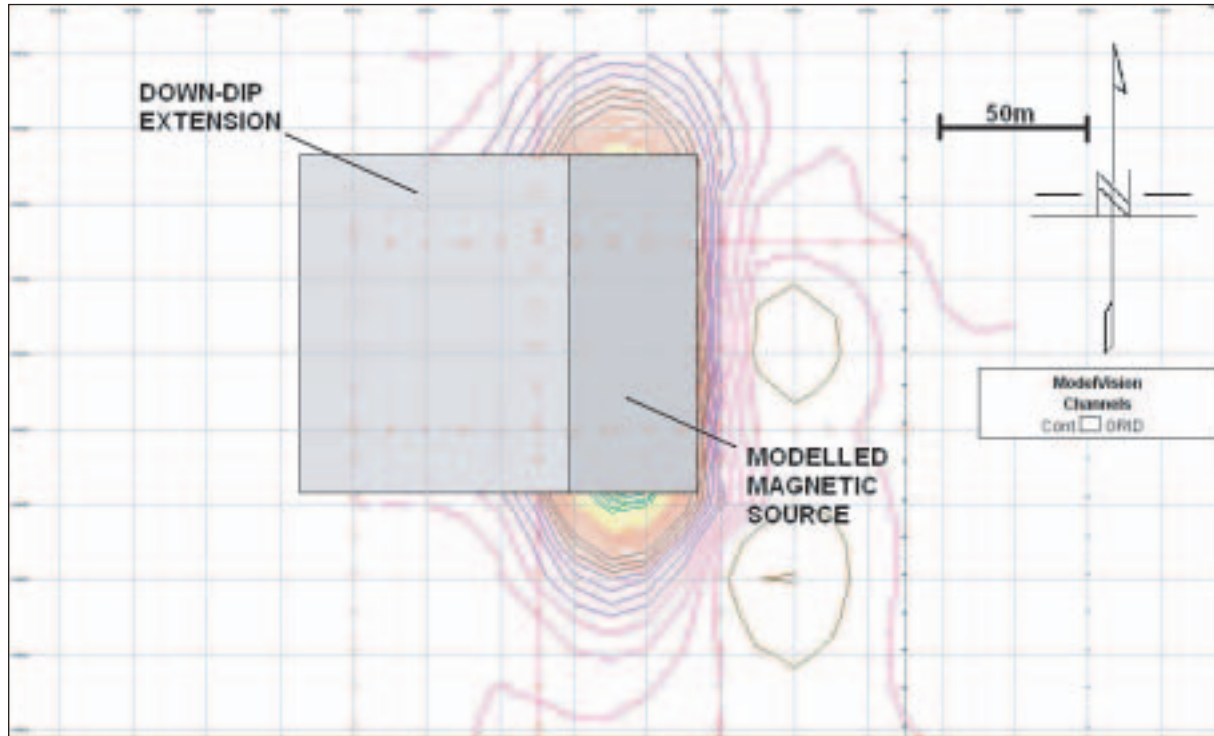 DOWN-DIP
EXTENSION
50m
N
ModelVision
Channels
Cont GRID
MODELLED
MAGNETIC
SOURCE